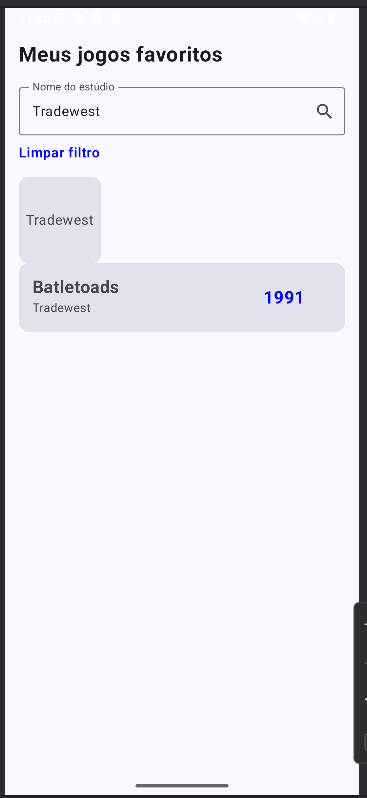 Meus jogos favoritos
Nome do estúdio
Tradewest
Limpar filtro
Tradewest
Batletoads
1991
Tradewest